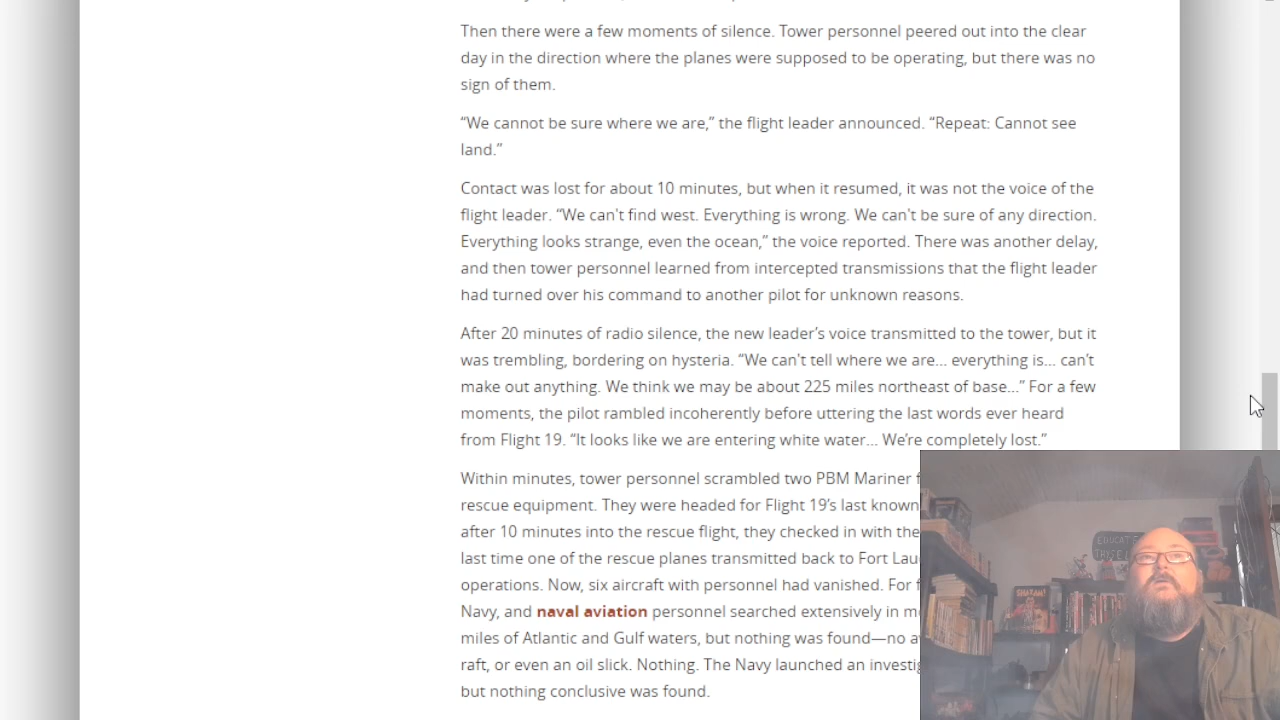 Then there were a few moments of silence. Tower personnel peered out into the clear
day in the direction where the planes were supposed to be operating, but there was no
sign of them.
“We cannot be sure where we are,” the flight leader announced. “Repeat: Cannot see
land.”
Contact was lost for about 10 minutes, but when it resumed, it was not the voice of the
flight leader. “We can't find west. Everything is wrong. We can't be sure of any direction.
Everything looks strange, even the ocean,” the voice reported. There was another delay,
and then tower personnel learned from intercepted transmissions that the flight leader
had turned over his command to another pilot for unknown reasons.
After 20 minutes of radio silence, the new leader’s voice transmitted to the tower, but it
was trembling, bordering on hysteria. “We can't tell where we are… everything is… can’t
make out anything. We think we may be about 225 miles northeast of base…” For a few
moments, the pilot rambled incoherently before uttering the last words ever heard
from Flight 19. “It looks like we are entering white water… We’re completely lost.”
Within minutes, tower personnel scrambled two PBM Mariner
rescue equipment. They were headed for Flight 19’s last known
after 10 minutes into the rescue flight, they checked in with the
last time one of the rescue planes transmitted back to Fort Lau
operations. Now, six aircraft with personnel had vanished. For
Navy, and naval aviation personnel searched extensively in m
miles of Atlantic and Gulf waters, but nothing was found—no a
raft, or even an oil slick. Nothing. The Navy launched an investig
but nothing conclusive was found.
SHAZAM!